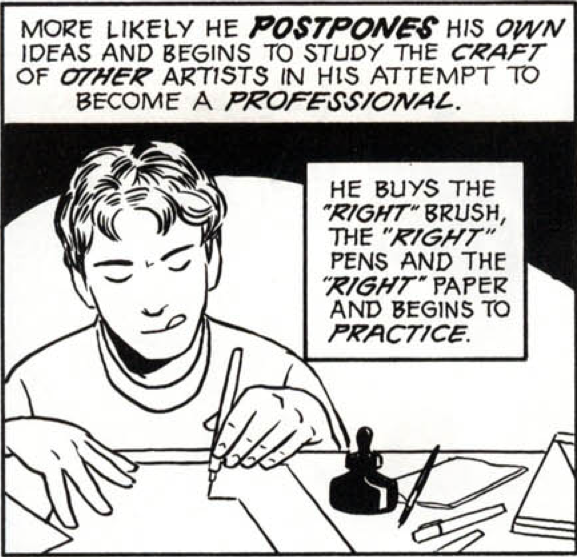 MORE LIKELY HE POSTPONES HIS OWN
IDEAS AND BEGINS TO STUDY THE CRAFT
OF OTHER ARTISTS IN HIS ATTEMPT TO
BECOME A PROFESSIONAL.
HE BUYS THE
"RIGHT" BRUSH,
THE "RIGHT"
PENS AND THE
"RIGHT" PAPER
AND BEGINS TO
PRACTICE.